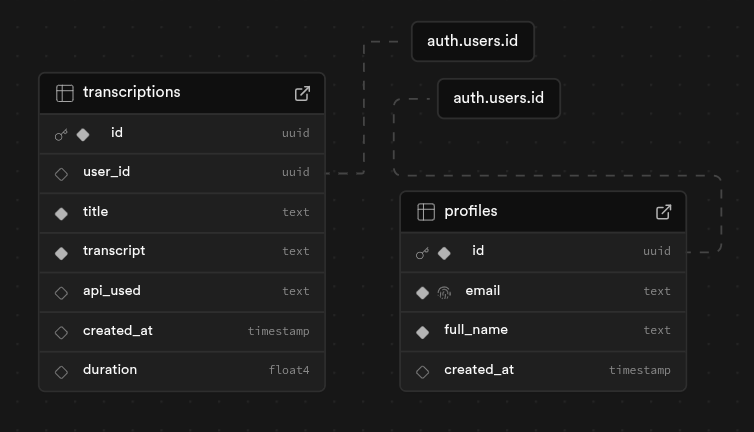 auth.users.id
auth.users.id
transcriptions
id uuid
user_id uuid
title text
transcript text
api_used text
created_at timestamp
duration float4
profiles
id uuid
email text
full_name text
created_at timestamp